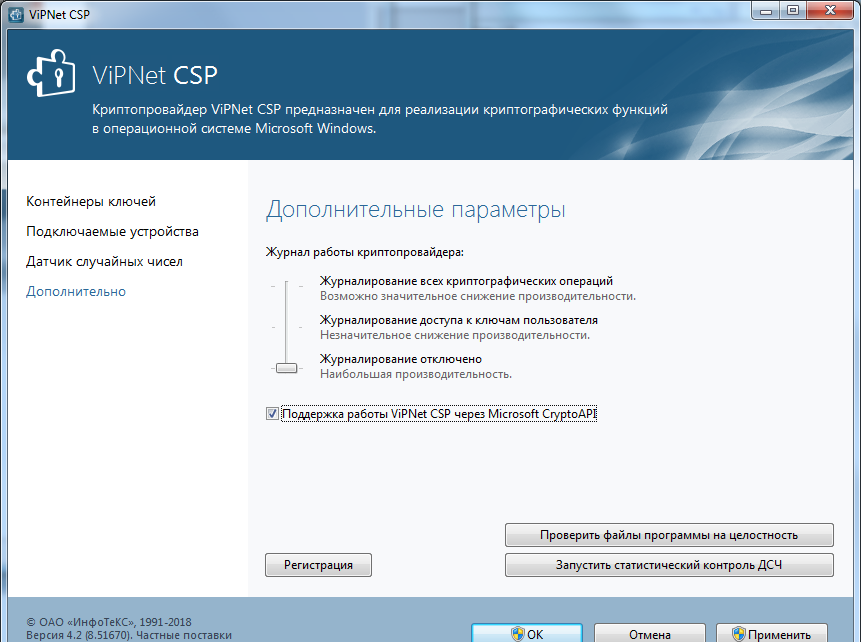 ViPNet CSP
ViPNet CSP
Криптопровайдер ViPNet CSP предназначен для реализации криптографических функций
в операционной системе Microsoft Windows.
Контейнеры ключей
Подключаемые устройства
Датчик случайных чисел
Дополнительно
Дополнительные параметры
Журнал работы криптопровайдера:
Журналирование всех криптографических операций
Возможно значительное снижение производительности.
Журналирование доступа к ключам пользователя
Незначительное снижение производительности.
Журналирование отключено
Наибольшая производительность.
Поддержка работы ViPNet CSP через Microsoft CryptoAPI
Проверить файлы программы на целостность
Регистрация
Запустить статистический контроль ДСЧ
© ОАО «ИнфоТеКС», 1991-2018
Версия 4.2 (8.51670). Частные поставки
ОК
Отмена
Применить